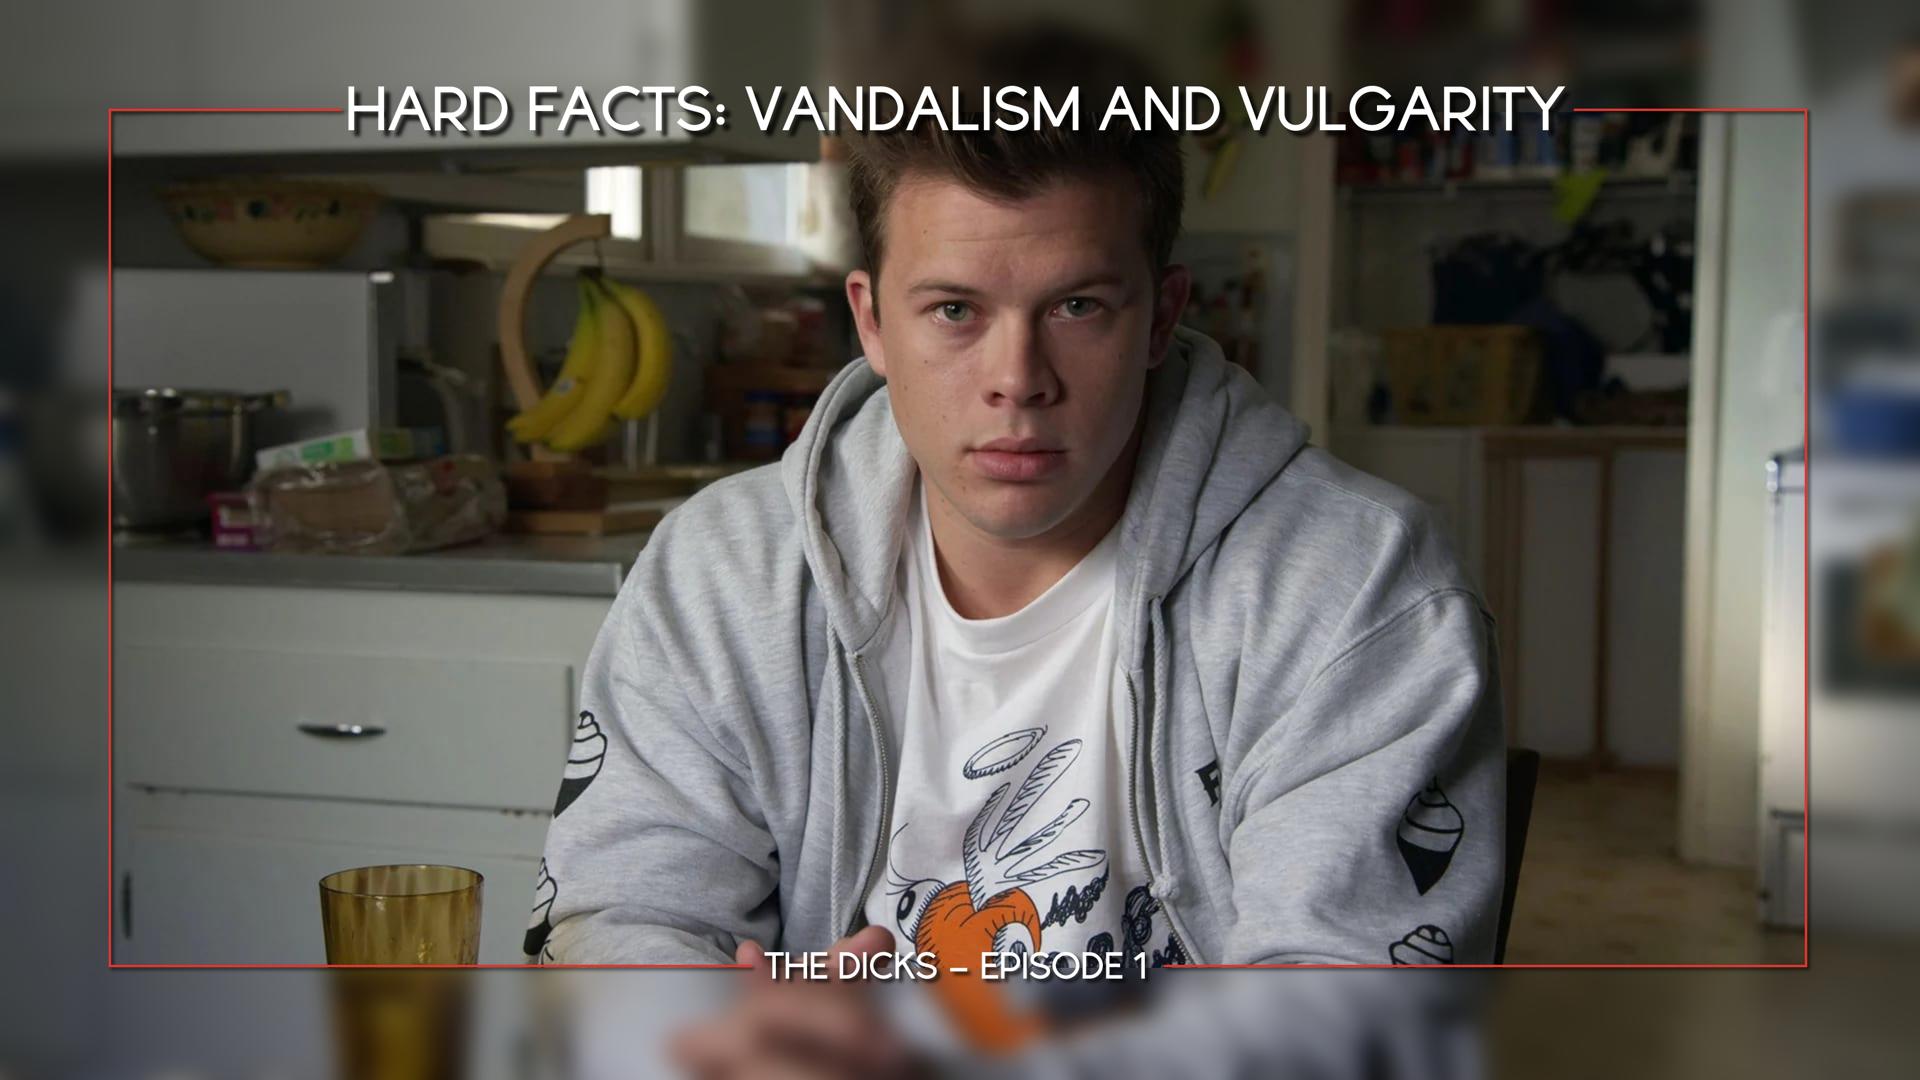 HARD FACTS: VANDALISM AND VULGARITY
THE DICKS – EPISODE 1